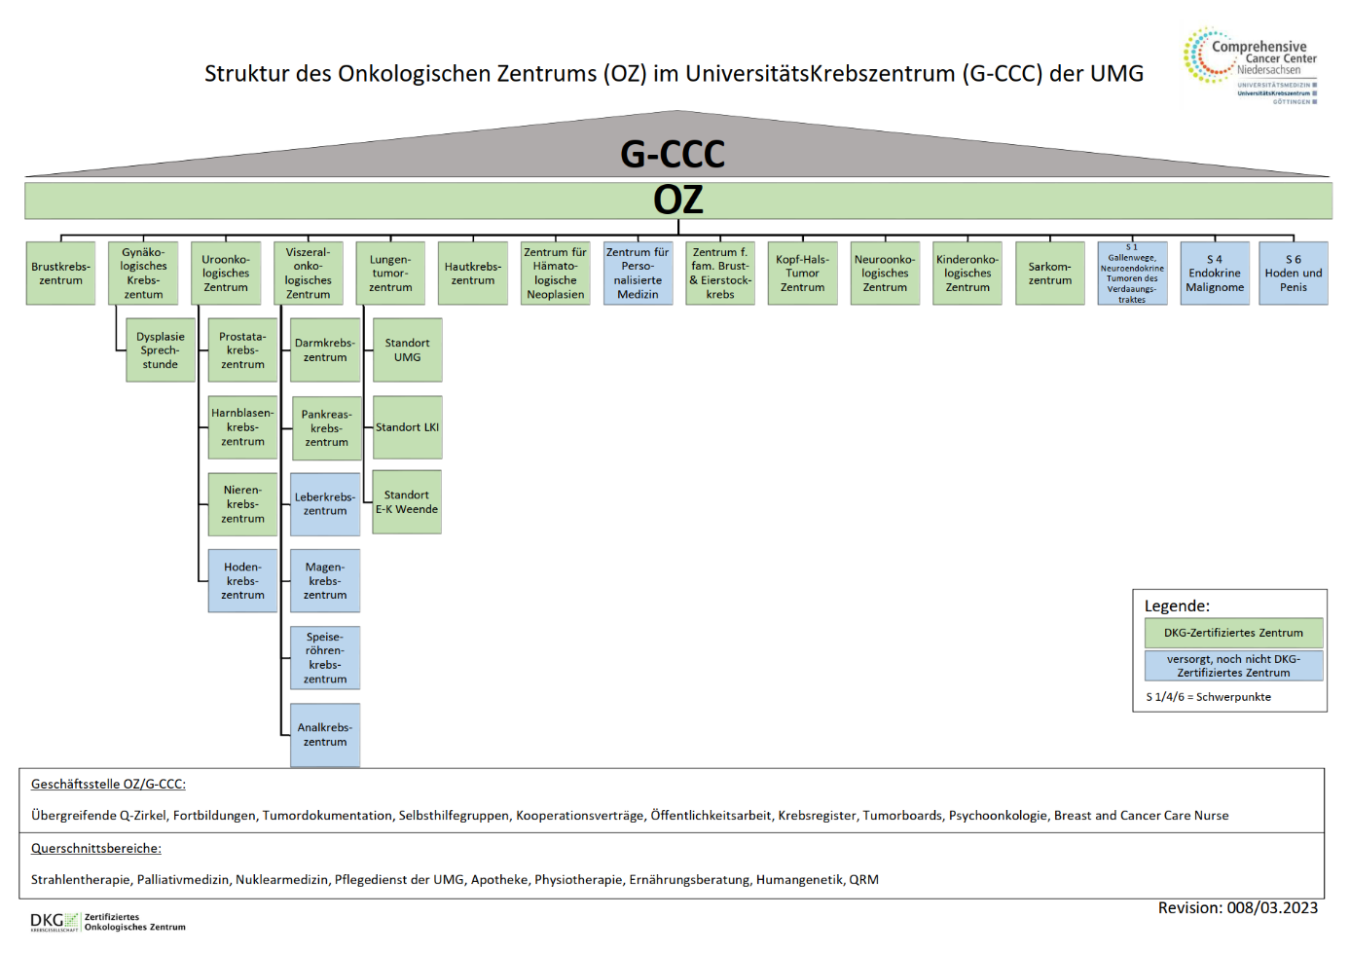 Comprehensive
Cancer Center
Niedersachsen
UNIVERSITÄTSMEDIZIN
UniversitätsKrebszentrum
GÖTTINGEN
Struktur des Onkologischen Zentrums (OZ) im UniversitätsKrebszentrum (G-CCC) der UMG
G-CCC
OZ
Brustkrebs-
zentrum
Gynäko-
logisches
Krebs-
zentum
Uroonko-
logisches
Zentrum
Viszeral-
onko-
logisches
Zentrum
Lungen-
tumor-
zentrum
Hautkrebs-
zentrum
Zentrum für
Hämato-
logische
Neoplasien
Zentrum für
Perso-
nalisierte
Medizin
Zentrum f.
fam. Brust-
& Eierstock-
krebs
Kopf-Hals-
Tumor
Zentrum
Neuroonko-
logisches
Zentrum
Kinderonko-
logisches
Zentrum
Sarkom-
zentrum
S 1
Gallenwege,
Neuroendokrine
Tumoren des
Verdaaungs-
traktes
S 4
Endokrine
Malignome
S 6
Hoden und
Penis
Dysplasie
Sprech-
stunde
Prostata-
krebs-
zentrum
Harnblasen-
krebs-
zentrum
Nieren-
krebs-
zentrum
Hoden-
krebs-
zentrum
Darmkrebs-
zentrum
Pankreas-
krebs-
zentrum
Leberkrebs-
zentrum
Magen-
krebs-
zentrum
Speise-
röhren-
krebs-
zentrum
Analkrebs-
zentrum
Standort
UMG
Standort LKI
Standort
E-K Weende
Legende:
DKG-Zertifiziertes Zentrum
versorgt, noch nicht DKG-
Zertifiziertes Zentrum
S 1/4/6 = Schwerpunkte
Geschäftsstelle OZ/G-CCC:
Übergreifende Q-Zirkel, Fortbildungen, Tumordokumentation, Selbsthilfegruppen, Kooperationsverträge, Öffentlichkeitsarbeit, Krebsregister, Tumorboards, Psychoonkologie, Breast and Cancer Care Nurse
Querschnittsbereiche:
Strahlentherapie, Palliativmedizin, Nuklearmedizin, Pflegedienst der UMG, Apotheke, Physiotherapie, Ernährungsberatung, Humangenetik, QRM
Revision: 008/03.2023
DKG
KREBSGESELLSCHAFT
Zertifiziertes
Onkologisches Zentrum